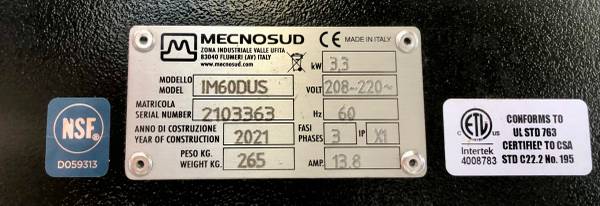 MECNOSUD
ZONA INDUSTRIALE VALLE UFITA
83040 FLUMERI (AV) ITALY
www.mecnosud.com
CE MADE IN ITALY
kW 3,3
MODELLO
MODEL IM60DUS
VOLT 208~220~
MATRICOLA
SERIAL NUMBER 2103363
Hz 60
ANNO DI COSTRUZIONE
YEAR OF CONSTRUCTION 2021
FASI
PHASES 3 IP X1
PESO KG.
WEIGHT KG. 265
AMP. 13.8
NSF
®
D059313
C ETL US
LISTED
Intertek
4008783
CONFORMS TO
UL STD 763
CERTIFIED TO CSA
STD C22.2 No. 195